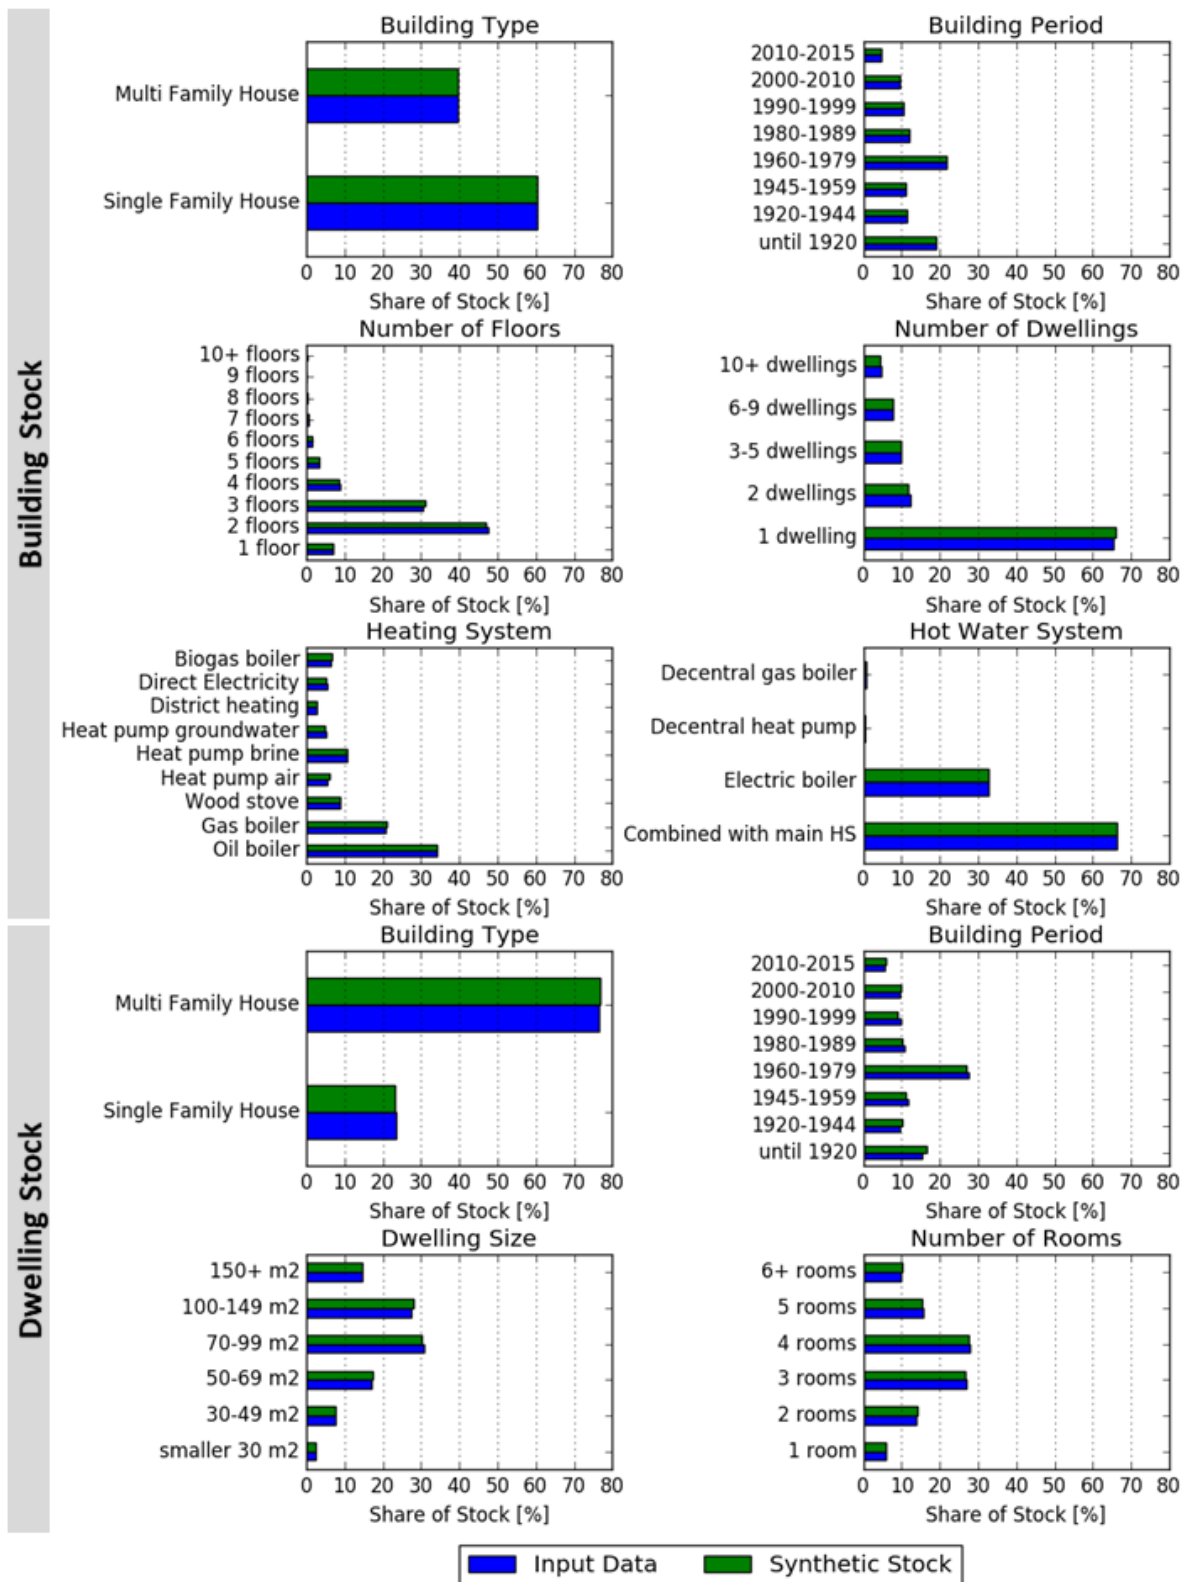 Building Stock
Building Type
Multi Family House
Single Family House
0 10 20 30 40 50 60 70 80
Share of Stock [%]
Building Period
2010-2015
2000-2010
1990-1999
1980-1989
1960-1979
1945-1959
1920-1944
until 1920
0 10 20 30 40 50 60 70 80
Share of Stock [%]
Number of Floors
10+ floors
9 floors
8 floors
7 floors
6 floors
5 floors
4 floors
3 floors
2 floors
1 floor
0 10 20 30 40 50 60 70 80
Share of Stock [%]
Number of Dwellings
10+ dwellings
6-9 dwellings
3-5 dwellings
2 dwellings
1 dwelling
0 10 20 30 40 50 60 70 80
Share of Stock [%]
Heating System
Biogas boiler
Direct Electricity
District heating
Heat pump groundwater
Heat pump brine
Heat pump air
Wood stove
Gas boiler
Oil boiler
0 10 20 30 40 50 60 70 80
Share of Stock [%]
Hot Water System
Decentral gas boiler
Decentral heat pump
Electric boiler
Combined with main HS
0 10 20 30 40 50 60 70 80
Share of Stock [%]
Dwelling Stock
Building Type
Multi Family House
Single Family House
0 10 20 30 40 50 60 70 80
Share of Stock [%]
Building Period
2010-2015
2000-2010
1990-1999
1980-1989
1960-1979
1945-1959
1920-1944
until 1920
0 10 20 30 40 50 60 70 80
Share of Stock [%]
Dwelling Size
150+ m2
100-149 m2
70-99 m2
50-69 m2
30-49 m2
smaller 30 m2
0 10 20 30 40 50 60 70 80
Share of Stock [%]
Number of Rooms
6+ rooms
5 rooms
4 rooms
3 rooms
2 rooms
1 room
0 10 20 30 40 50 60 70 80
Share of Stock [%]
Input Data
Synthetic Stock